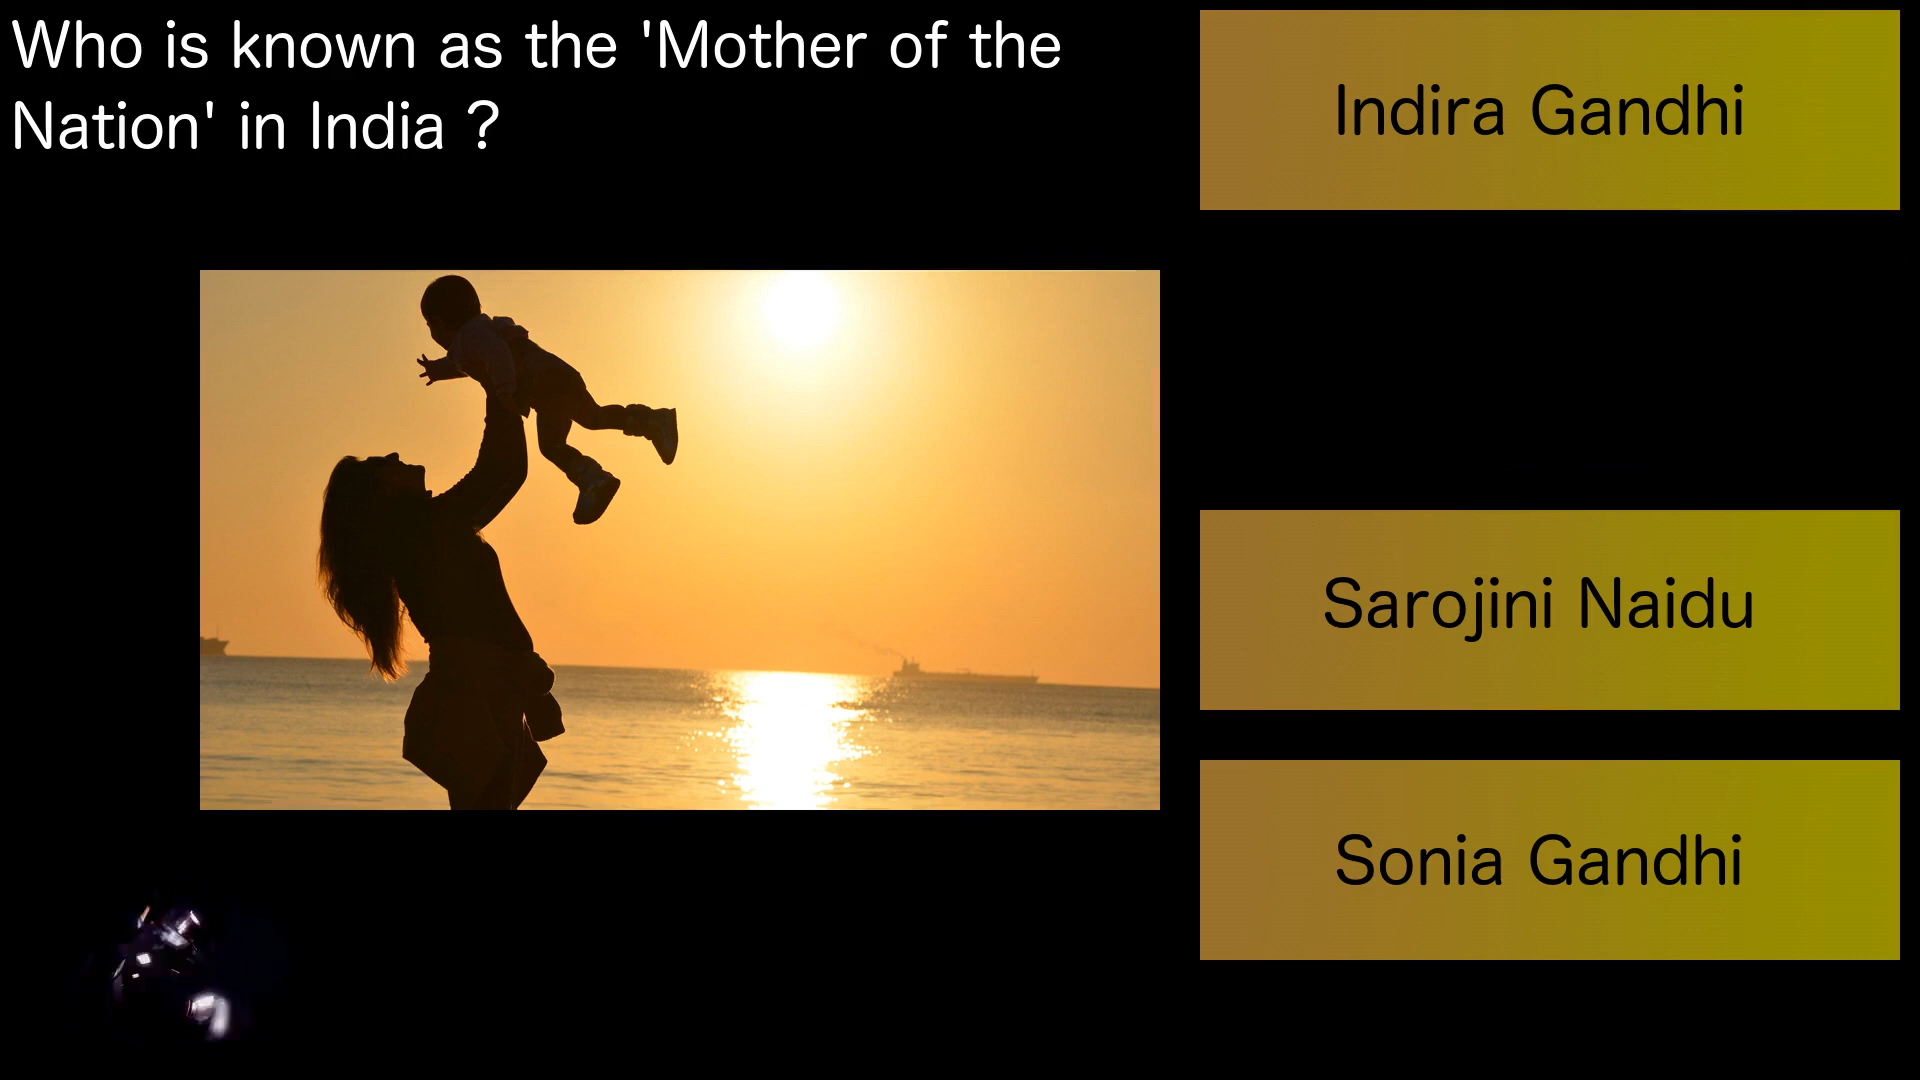 Who is known as the 'Mother of the
Nation' in India ?
Indira Gandhi
Sarojini Naidu
Sonia Gandhi